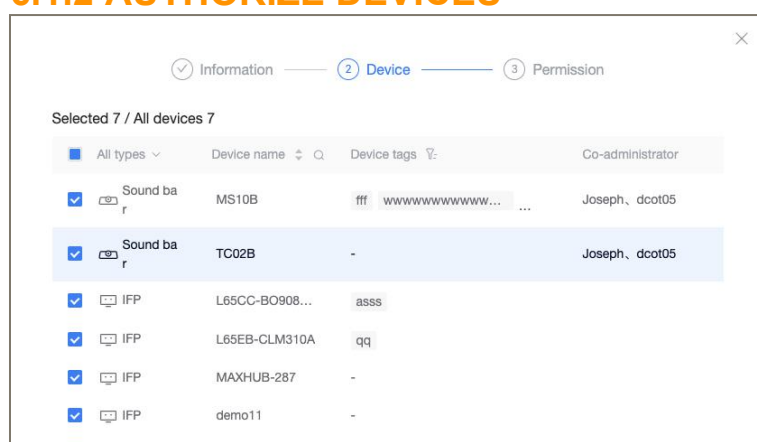 Information 2 Device 3 Permission
Selected 7 / All devices 7
All types Device name Device tags Co-administrator
Sound ba
r MS10B fff wwwwwwwwwww... ... Joseph、dcot05
Sound ba
r TC02B - Joseph、dcot05
IFP L65CC-BO908... asss
IFP L65EB-CLM310A qq
IFP MAXHUB-287 -
IFP demo11 -